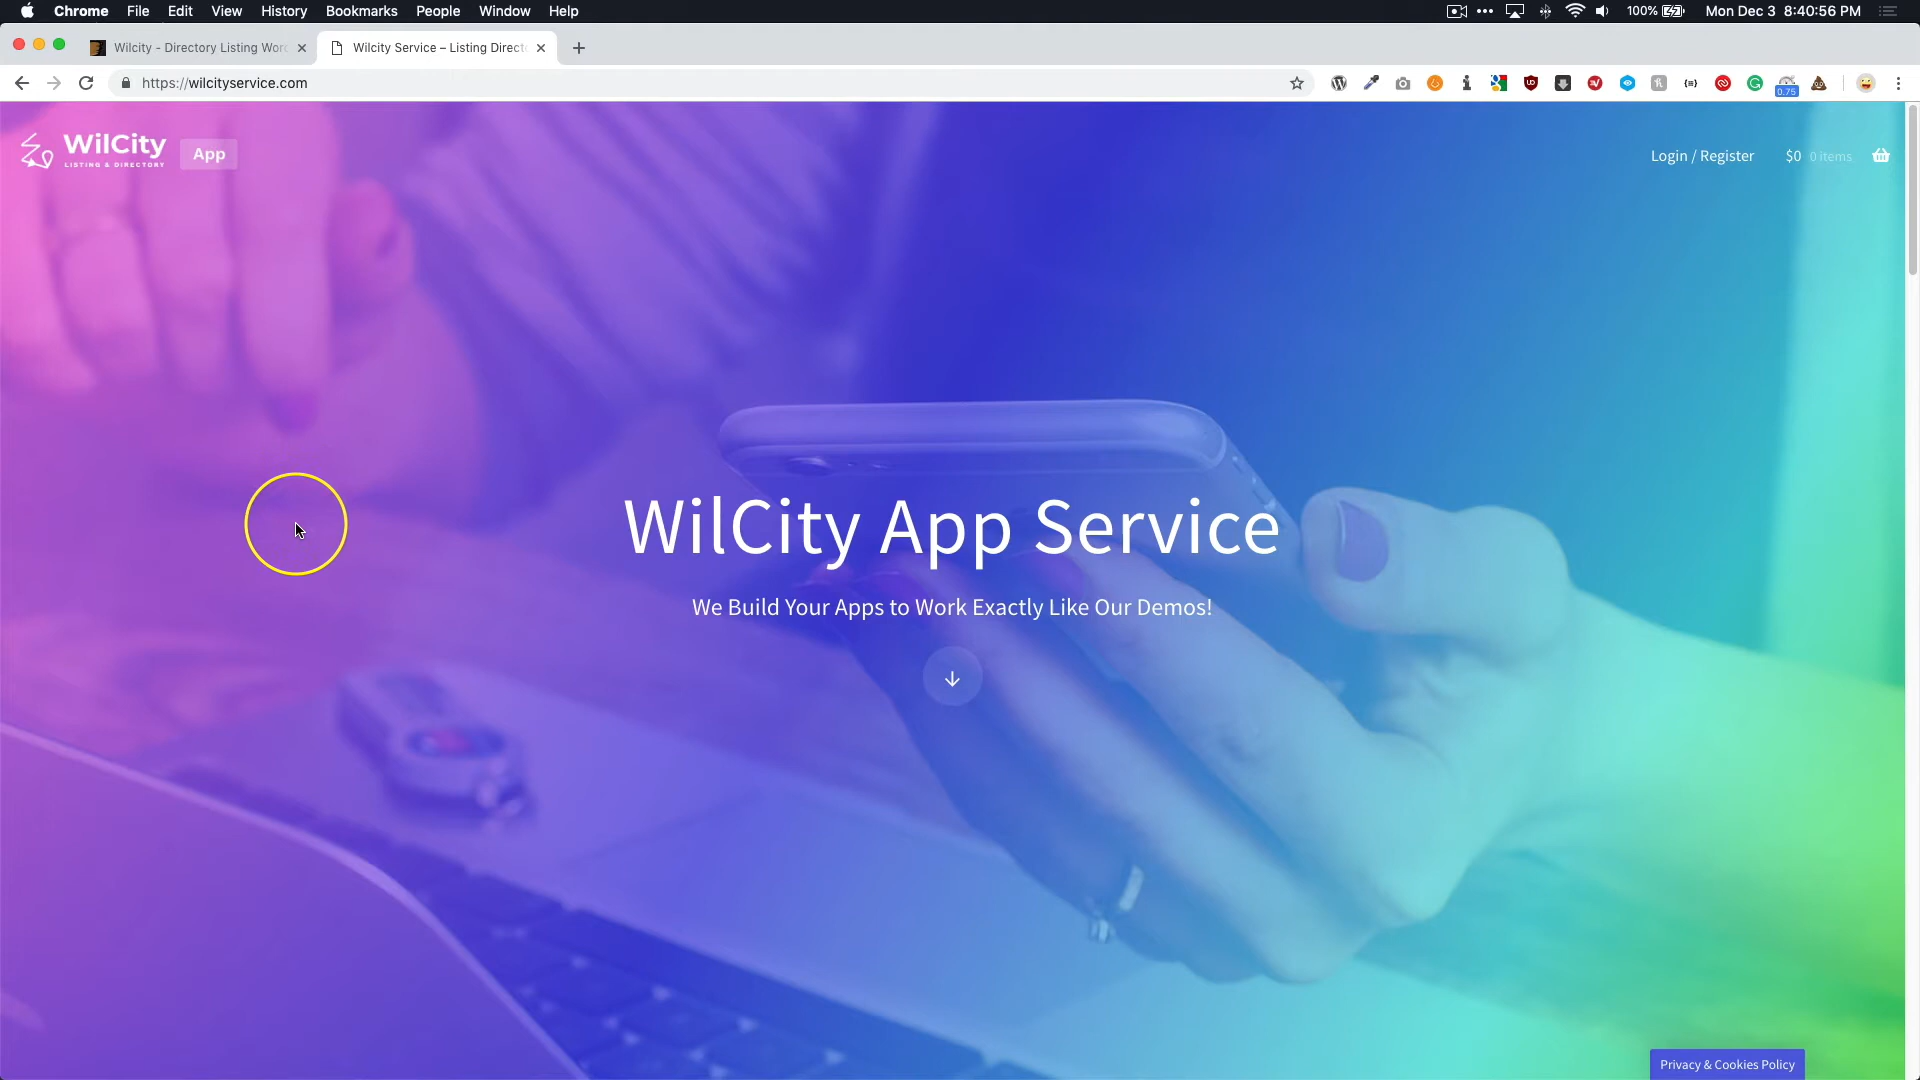 Chrome File Edit View History Bookmarks People Window Help 100% Mon Dec 3 8:40:56 PM
Wilcity - Directory Listing Wor
Wilcity Service – Listing Direct
https://wilcityservice.com
0.75
WilCity
LISTING & DIRECTORY
App
Login / Register
$0 0 items
WilCity App Service
We Build Your Apps to Work Exactly Like Our Demos!
Privacy & Cookies Policy